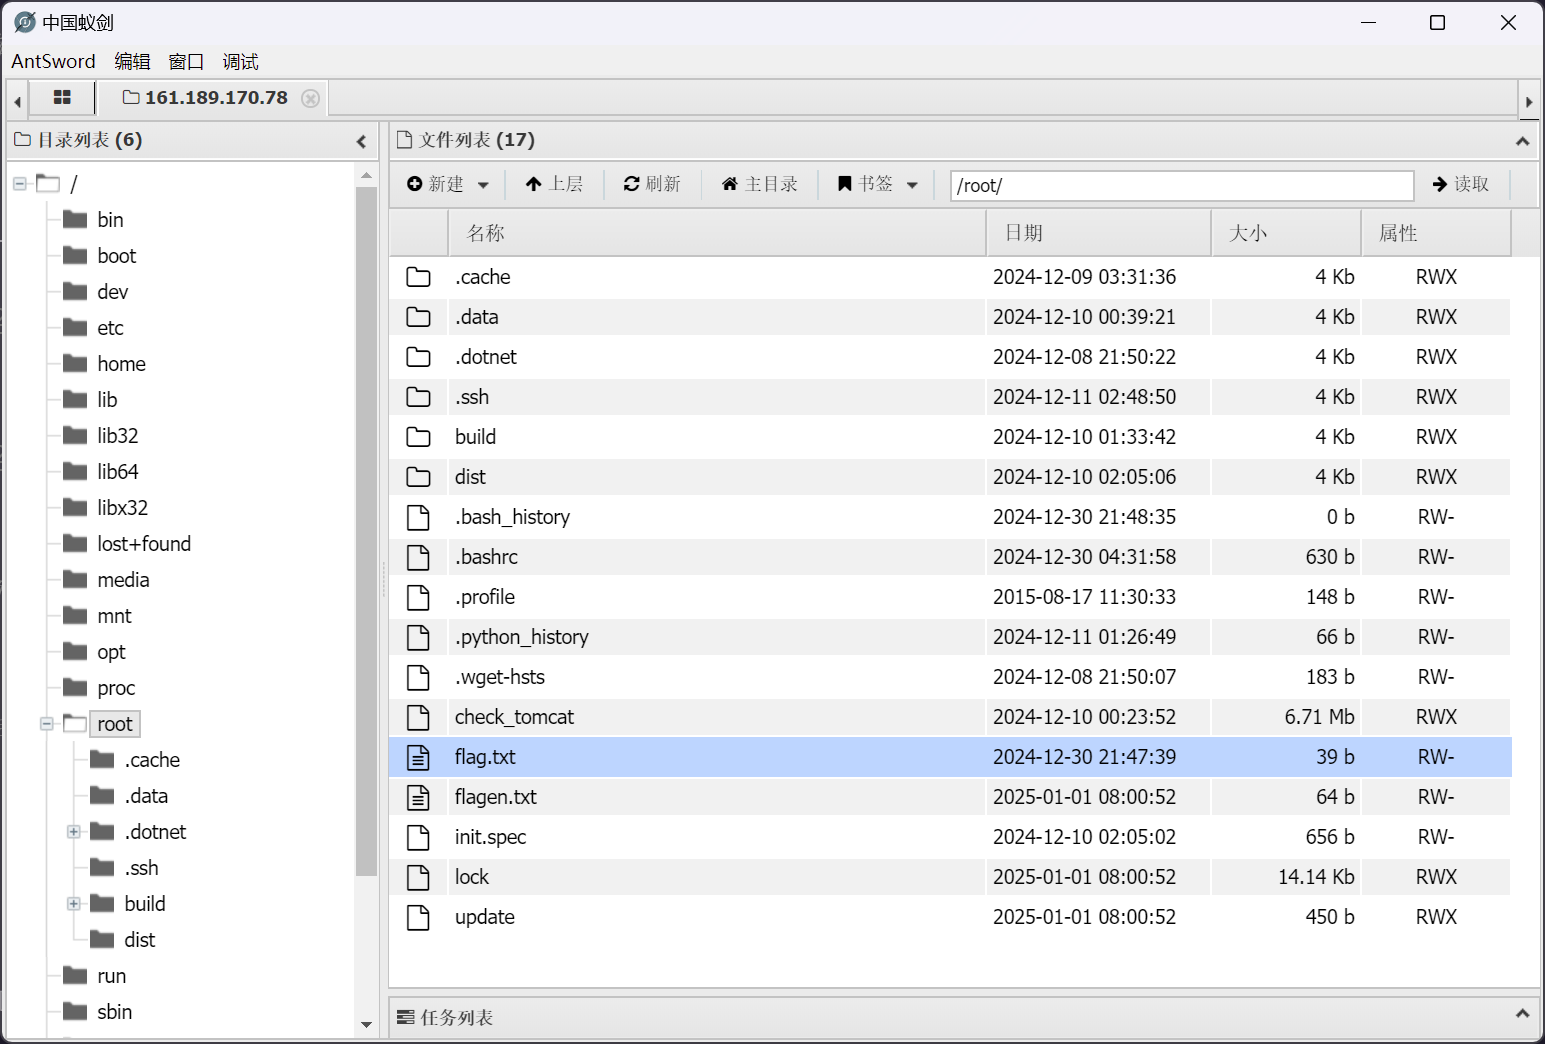 中国蚁剑
AntSword 编辑 窗口 调试
161.189.170.78
目录列表 (6)
/
bin
boot
dev
etc
home
lib
lib32
lib64
libx32
lost+found
media
mnt
opt
proc
root
.cache
.data
.dotnet
.ssh
build
dist
run
sbin
文件列表 (17)
新建 上层 刷新 主目录 书签 /root/ 读取
名称 日期 大小 属性
.cache 2024-12-09 03:31:36 4 Kb RWX
.data 2024-12-10 00:39:21 4 Kb RWX
.dotnet 2024-12-08 21:50:22 4 Kb RWX
.ssh 2024-12-11 02:48:50 4 Kb RWX
build 2024-12-10 01:33:42 4 Kb RWX
dist 2024-12-10 02:05:06 4 Kb RWX
.bash_history 2024-12-30 21:48:35 0 b RW-
.bashrc 2024-12-30 04:31:58 630 b RW-
.profile 2015-08-17 11:30:33 148 b RW-
.python_history 2024-12-11 01:26:49 66 b RW-
.wget-hsts 2024-12-08 21:50:07 183 b RW-
check_tomcat 2024-12-10 00:23:52 6.71 Mb RWX
flag.txt 2024-12-30 21:47:39 39 b RW-
flagen.txt 2025-01-01 08:00:52 64 b RW-
init.spec 2024-12-10 02:05:02 656 b RW-
lock 2025-01-01 08:00:52 14.14 Kb RWX
update 2025-01-01 08:00:52 450 b RWX
任务列表